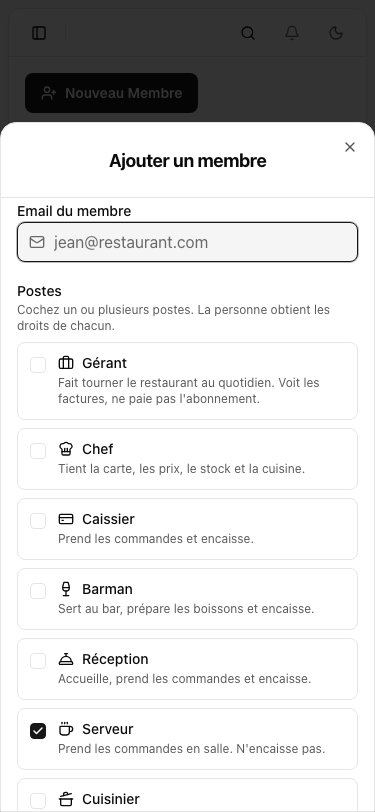 Nouveau Membre
Ajouter un membre
Email du membre
jean@restaurant.com
Postes
Cochez un ou plusieurs postes. La personne obtient les
droits de chacun.
Gérant
Fait tourner le restaurant au quotidien. Voit les
factures, ne paie pas l'abonnement.
Chef
Tient la carte, les prix, le stock et la cuisine.
Caissier
Prend les commandes et encaisse.
Barman
Sert au bar, prépare les boissons et encaisse.
Réception
Accueille, prend les commandes et encaisse.
Serveur
Prend les commandes en salle. N'encaisse pas.
Cuisinier